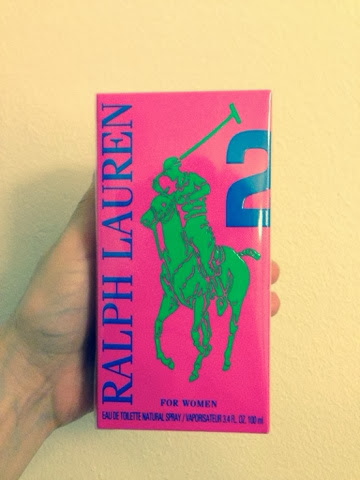 RALPH LAUREN
2
FOR WOMEN
EAU DE TOILETTE NATURAL SPRAY / VAPORISATEUR 3.4 FL. OZ. 100 ml